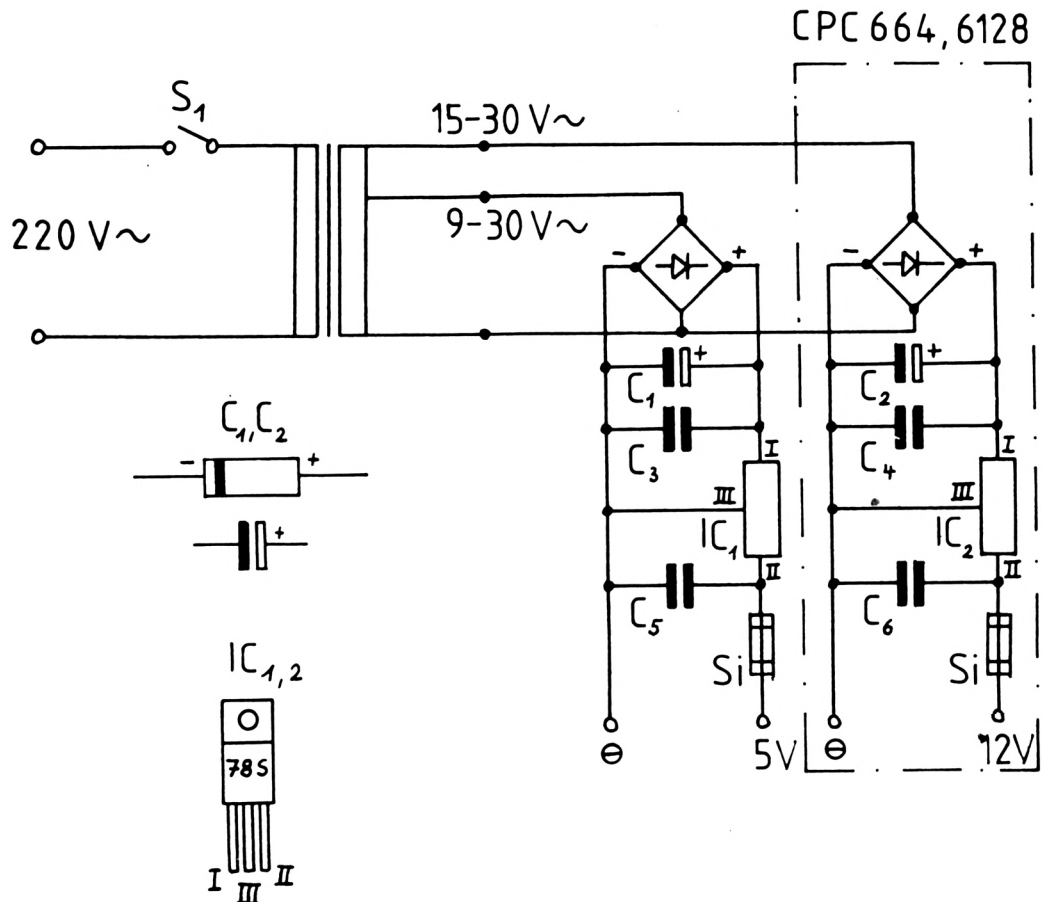 CPC 664, 6128
S₁
15-30 V~
220 V~
9-30V~
- +
- +
+
C₁
+
C₂
C₁, C₂
- +
C₃
I
C₄
I
+
III
IC₁
III
IC₂
II
II
C₅
C₆
Si
Si
IC₁,₂
⊖
5V
⊖
12V
78S
I
III
II